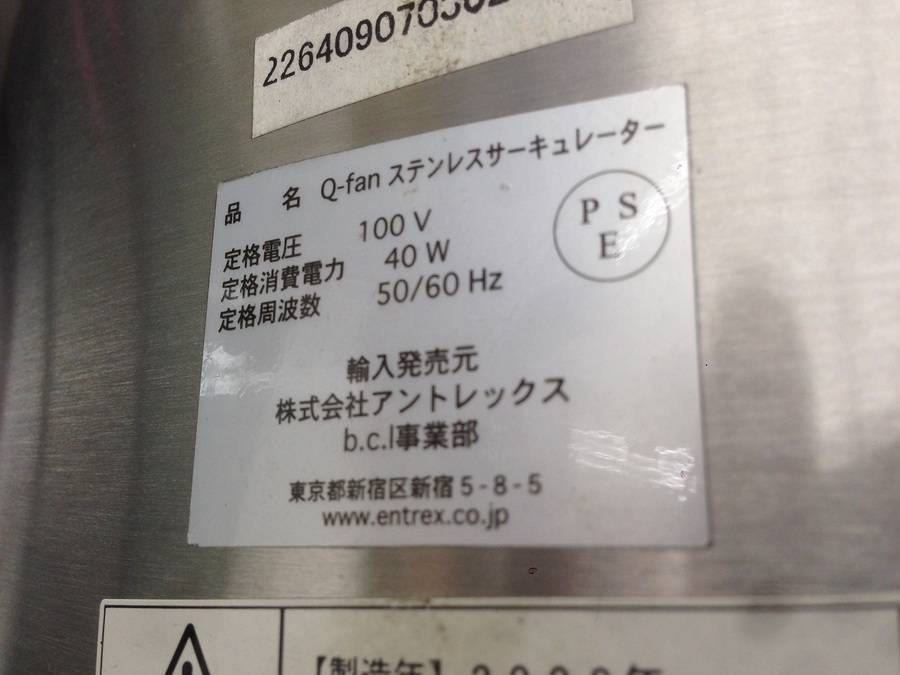 品 名 Q-fan ステンレスサーキュレーター
定格電圧 100 V
定格消費電力 40 W
定格周波数 50/60 Hz
P S
E
輸入発売元
株式会社アントレックス
b.c.l事業部
東京都新宿区新宿 5 - 8 - 5
www.entrex.co.jp
【製造年】